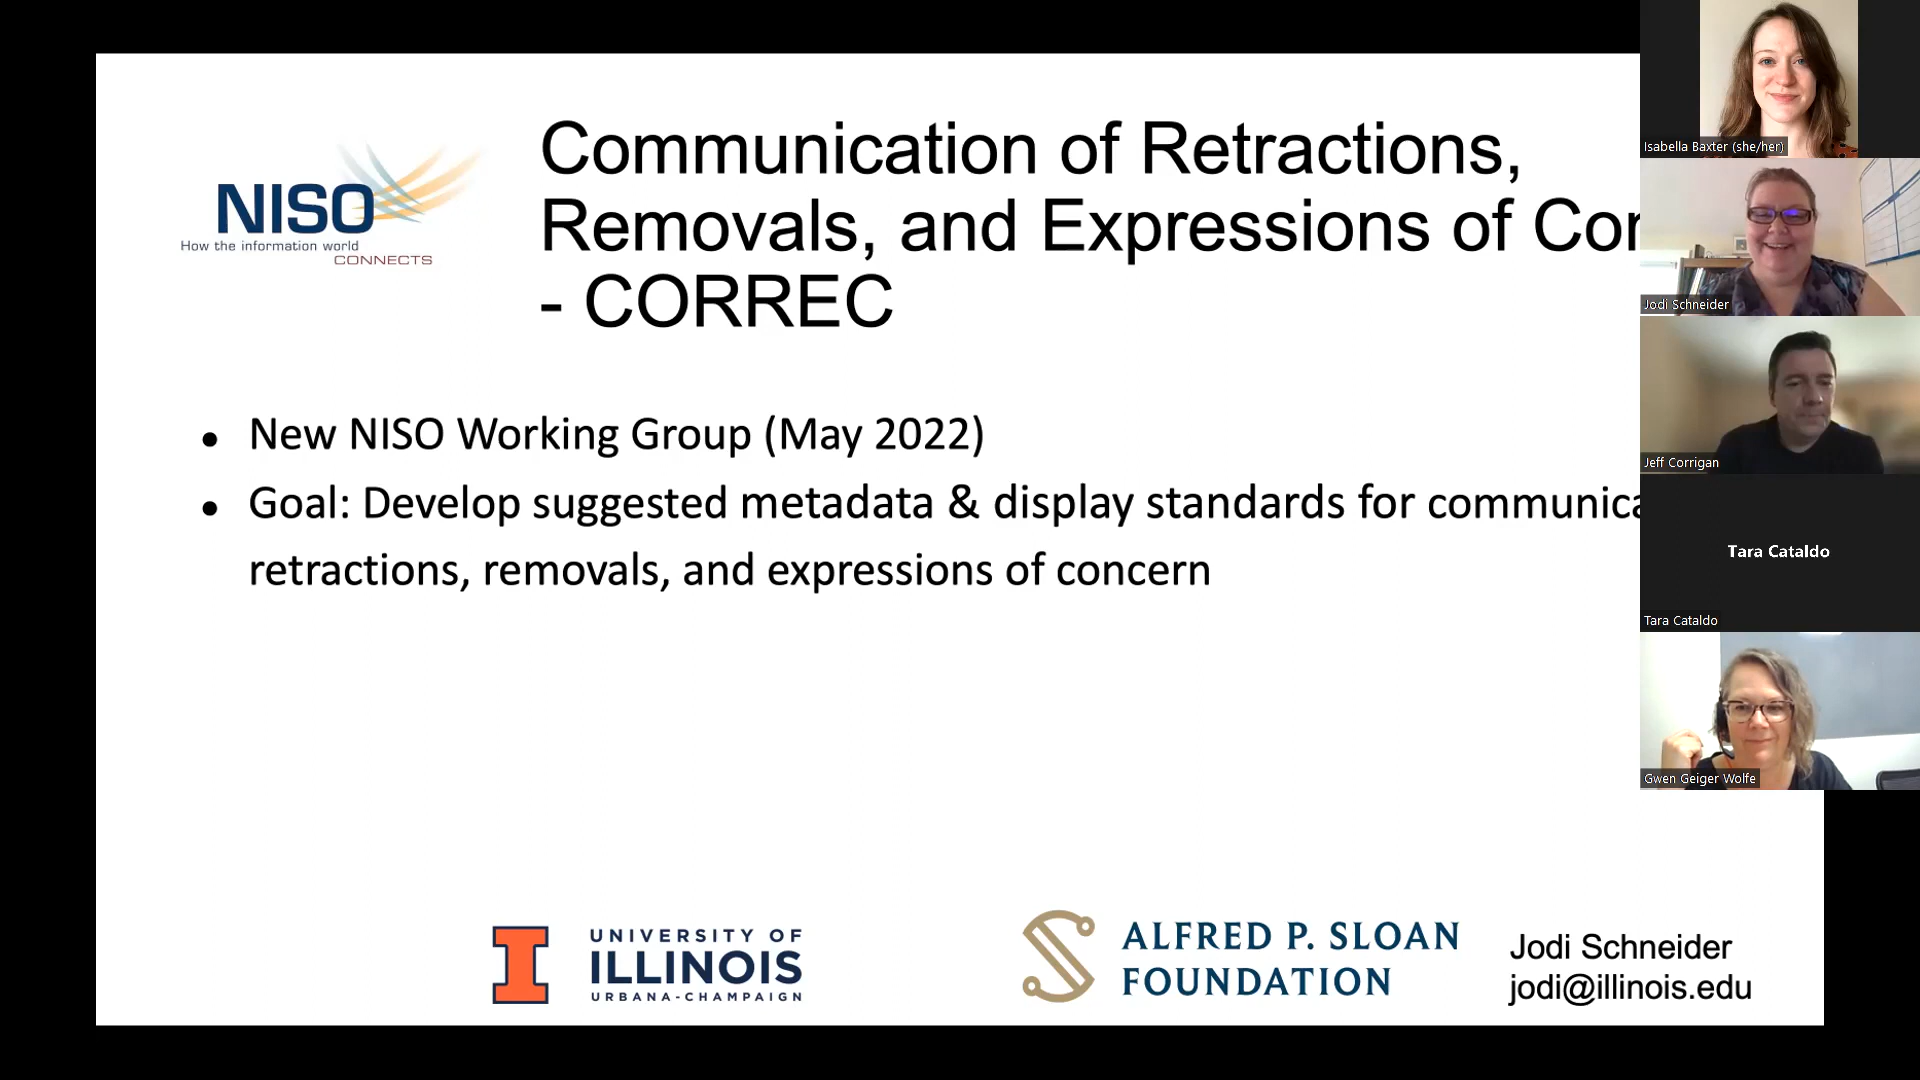 NISO
How the information world
CONNECTS
Communication of Retractions,
Removals, and Expressions of
- CORREC
• New NISO Working Group (May 2022)
• Goal: Develop suggested metadata & display standards for
retractions, removals, and expressions of concern
UNIVERSITY OF
ILLINOIS
URBANA-CHAMPAIGN
ALFRED P. SLOAN
FOUNDATION
Jodi Schneider
jodi@illinois.edu
Isabella Baxter (she/her)
Jodi Schneider
Jeff Corrigan
Tara Cataldo
Tara Cataldo
Gwen Geiger Wolfe